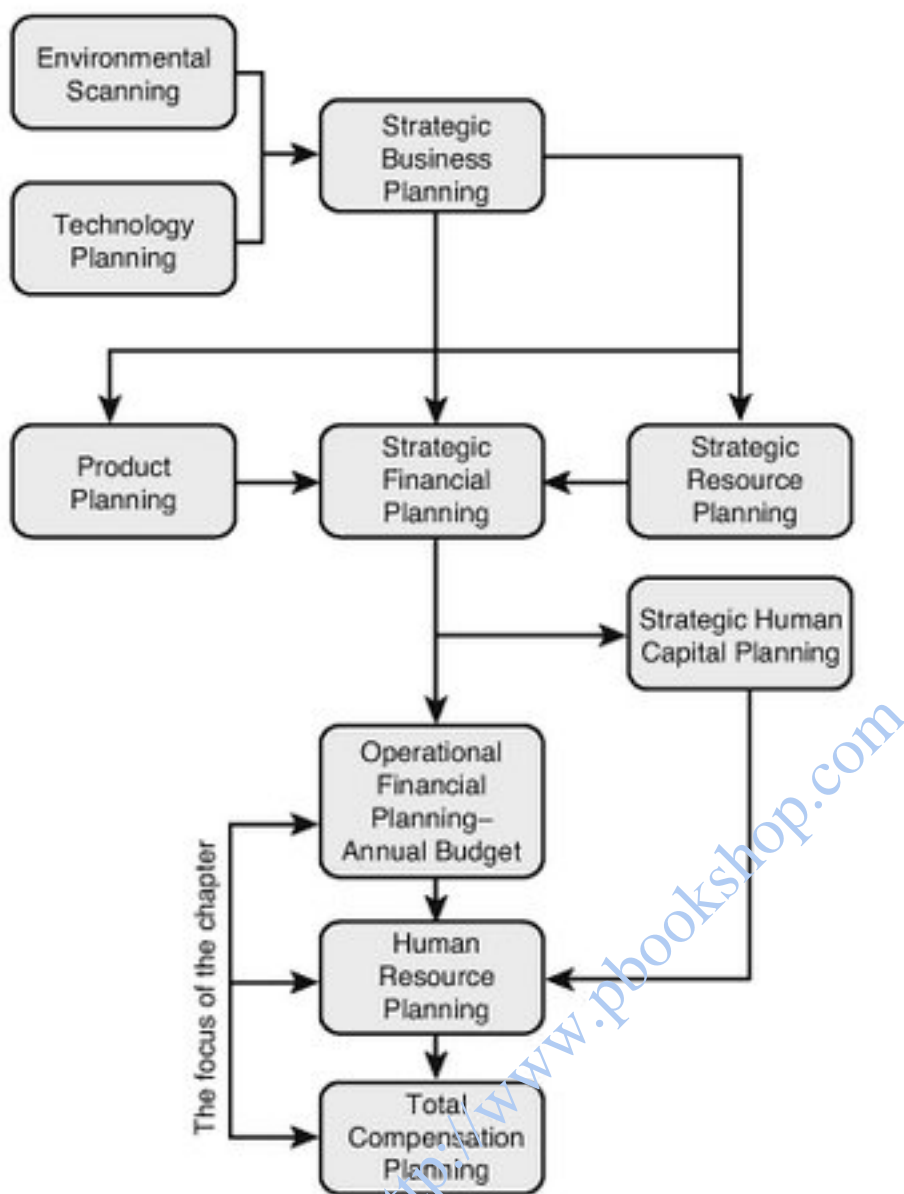 Environmental
Scanning
Technology
Planning
Strategic
Business
Planning
Product
Planning
Strategic
Financial
Planning
Strategic
Resource
Planning
Strategic Human
Capital Planning
Operational
Financial
Planning–
Annual Budget
The focus of the chapter
Human
Resource
Planning
Total
Compensation
Planning
://www.pbookshop.com